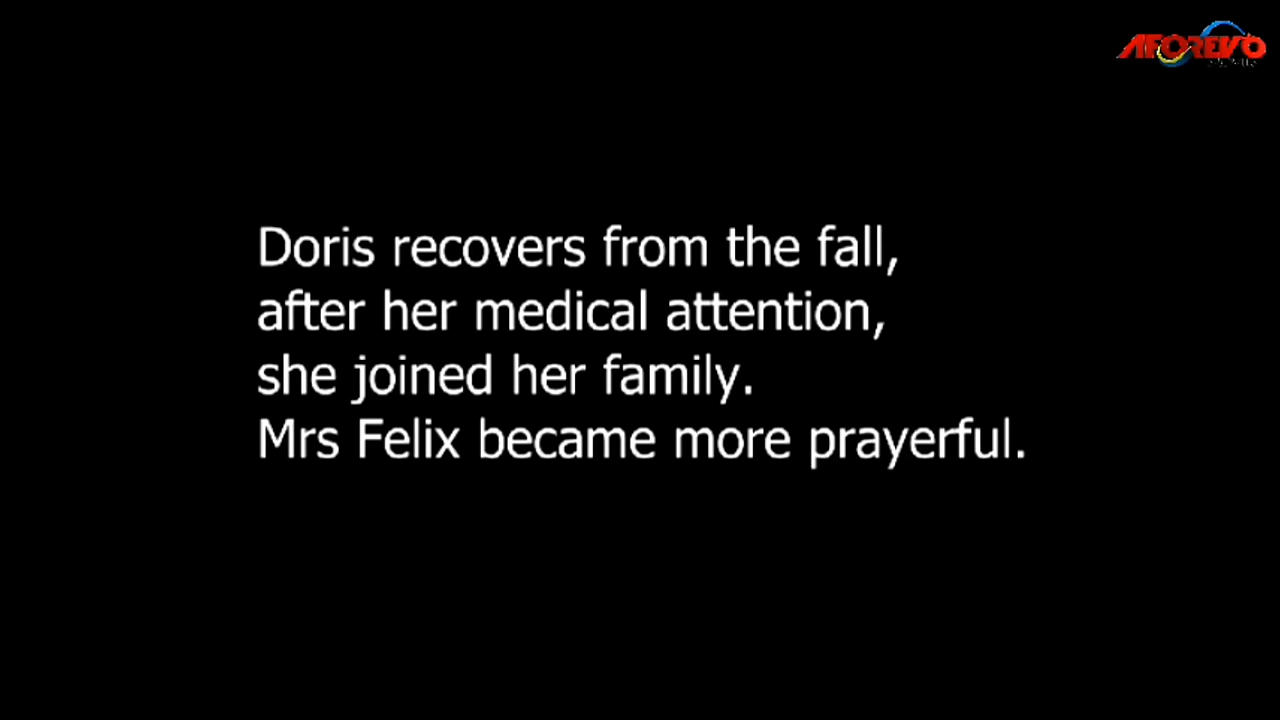 AFOREVO
Doris recovers from the fall,
after her medical attention,
she joined her family.
Mrs Felix became more prayerful.